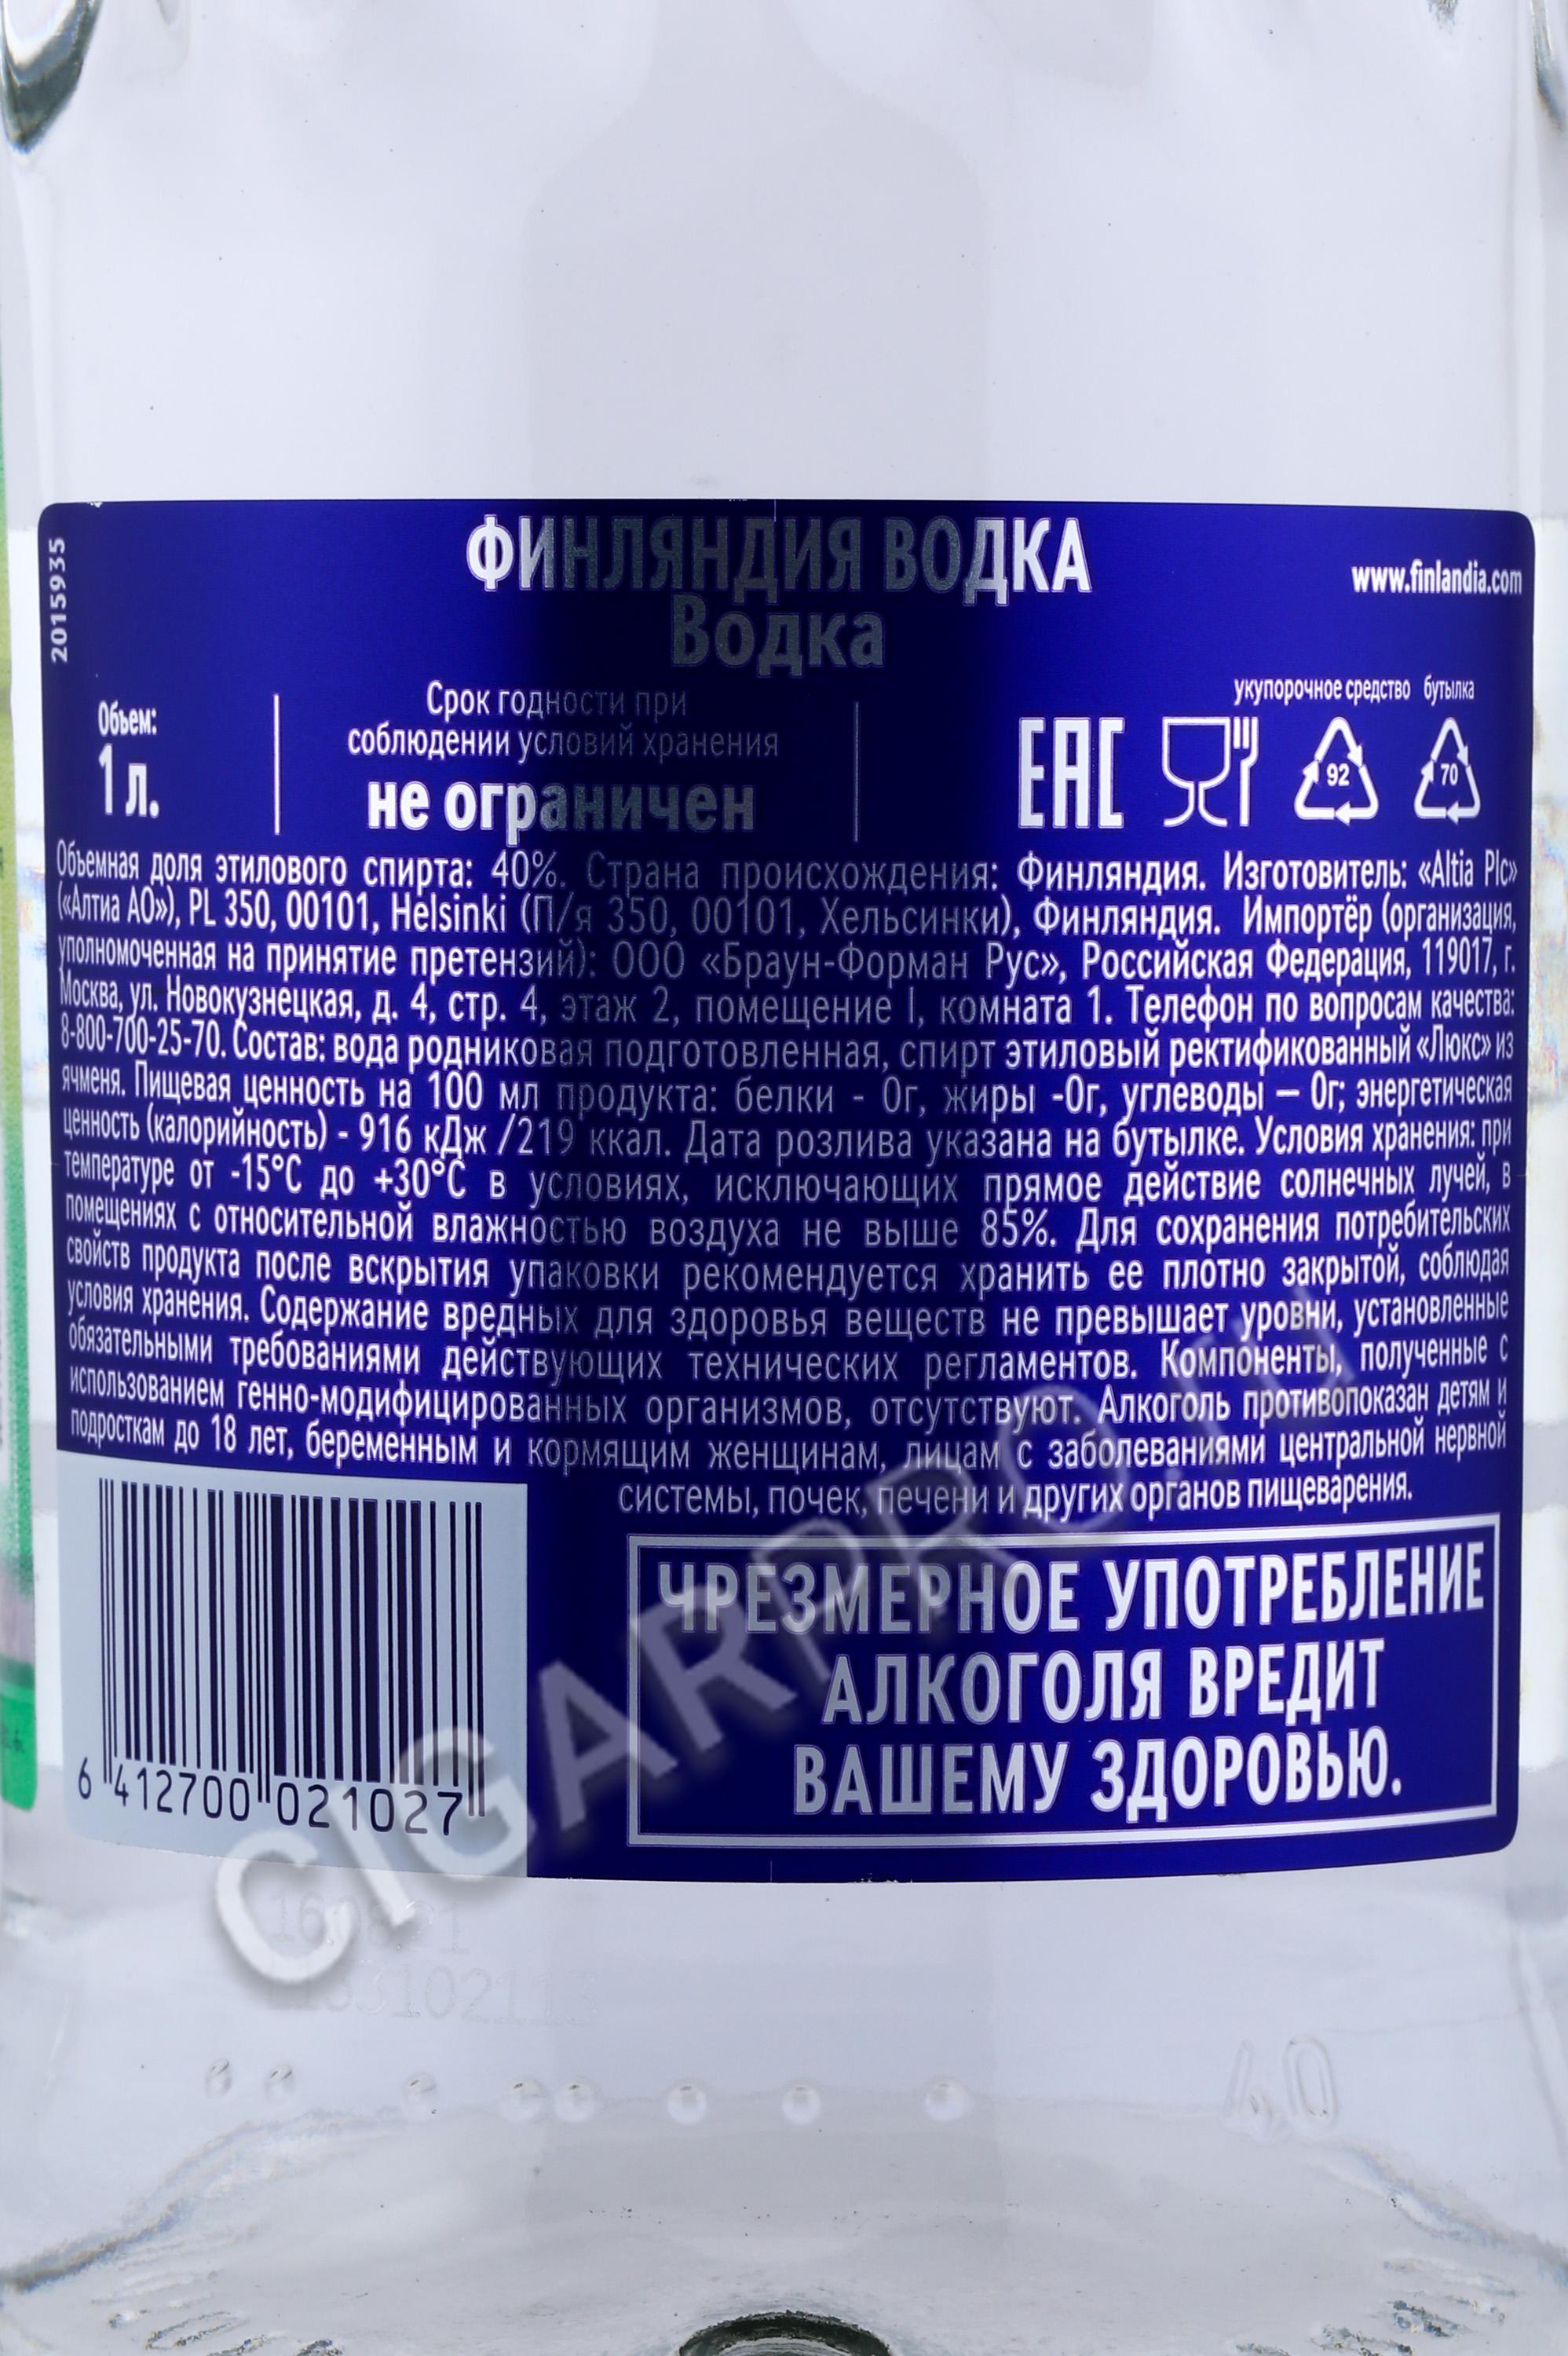 ФИНЛЯНДИЯ ВОДКА
Водка
www.finlandia.com
2015935
Объем:
1 л.
Срок годности при
соблюдении условий хранения
не ограничен
укупорочное средство бутылка
EAC
92
70
Объемная доля этилового спирта: 40%. Страна происхождения: Финляндия. Изготовитель: «Altia Plc»
(«Алтиа АО»), PL 350, 00101, Helsinki (П/я 350, 00101, Хельсинки), Финляндия. Импортёр (организация,
уполномоченная на принятие претензий): ООО «Браун-Форман Рус», Российская Федерация, 119017, г.
Москва, ул. Новокузнецкая, д. 4, стр. 4, этаж 2, помещение I, комната 1. Телефон по вопросам качества:
8-800-700-25-70. Состав: вода родниковая подготовленная, спирт этиловый ректификованный «Люкс» из
ячменя. Пищевая ценность на 100 мл продукта: белки - 0г, жиры -0г, углеводы – 0г; энергетическая
ценность (калорийность) - 916 кДж /219 ккал. Дата розлива указана на бутылке. Условия хранения: при
температуре от -15°С до +30°С в условиях, исключающих прямое действие солнечных лучей, в
помещениях с относительной влажностью воздуха не выше 85%. Для сохранения потребительских
свойств продукта после вскрытия упаковки рекомендуется хранить ее плотно закрытой, соблюдая
условия хранения. Содержание вредных для здоровья веществ не превышает уровни, установленные
обязательными требованиями действующих технических регламентов. Компоненты, полученные с
использованием генно-модифицированных организмов, отсутствуют. Алкоголь противопоказан детям и
подросткам до 18 лет, беременным и кормящим женщинам, лицам с заболеваниями центральной нервной
системы, почек, печени и других органов пищеварения.
ЧРЕЗМЕРНОЕ УПОТРЕБЛЕНИЕ
АЛКОГОЛЯ ВРЕДИТ
ВАШЕМУ ЗДОРОВЬЮ.
6 412700 021027
CIGARPRO.ru
40